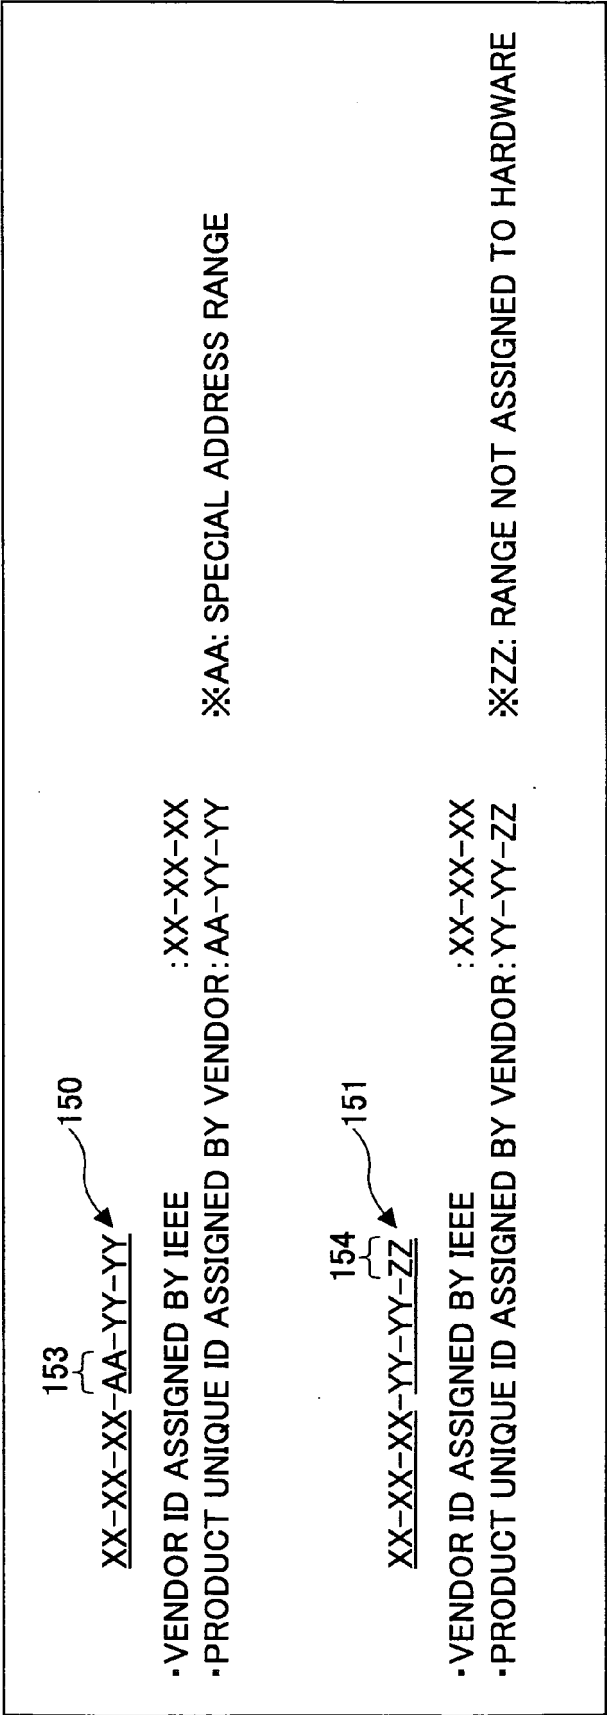 153
XX-XX-XX-AA-YY-YY
150
・VENDOR ID ASSIGNED BY IEEE :XX-XX-XX
・PRODUCT UNIQUE ID ASSIGNED BY VENDOR:AA-YY-YY ※AA: SPECIAL ADDRESS RANGE
154
XX-XX-XX-YY-YY-ZZ
151
・VENDOR ID ASSIGNED BY IEEE :XX-XX-XX
・PRODUCT UNIQUE ID ASSIGNED BY VENDOR:YY-YY-ZZ ※ZZ: RANGE NOT ASSIGNED TO HARDWARE